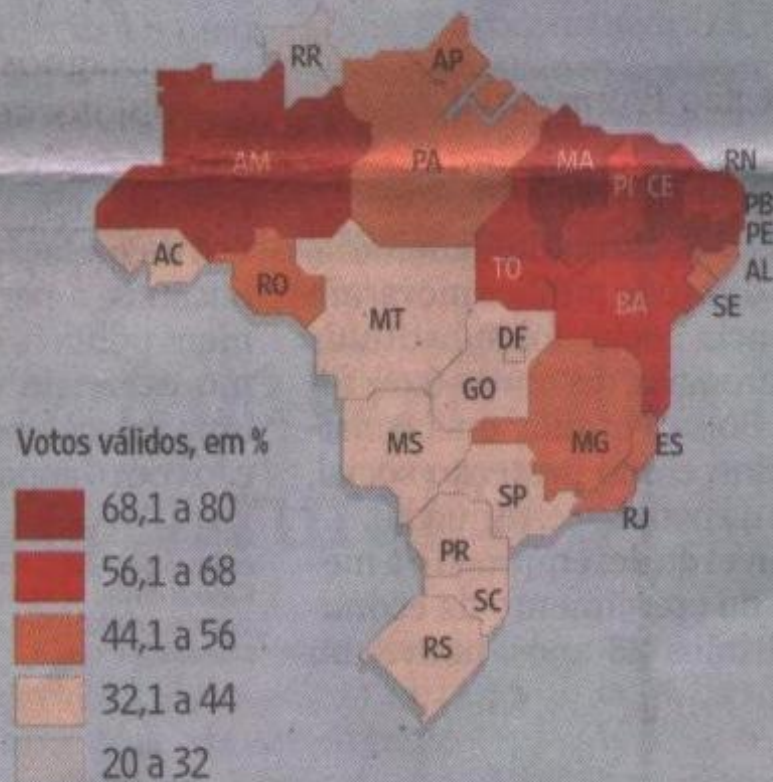 RR
AP
AM
PA
MA
PI
CE
RN
PB
PE
AL
SE
AC
RO
TO
BA
MT
DF
GO
MS
MG
ES
SP
RJ
PR
SC
RS
Votos válidos, em %
68,1 a 80
56,1 a 68
44,1 a 56
32,1 a 44
20 a 32